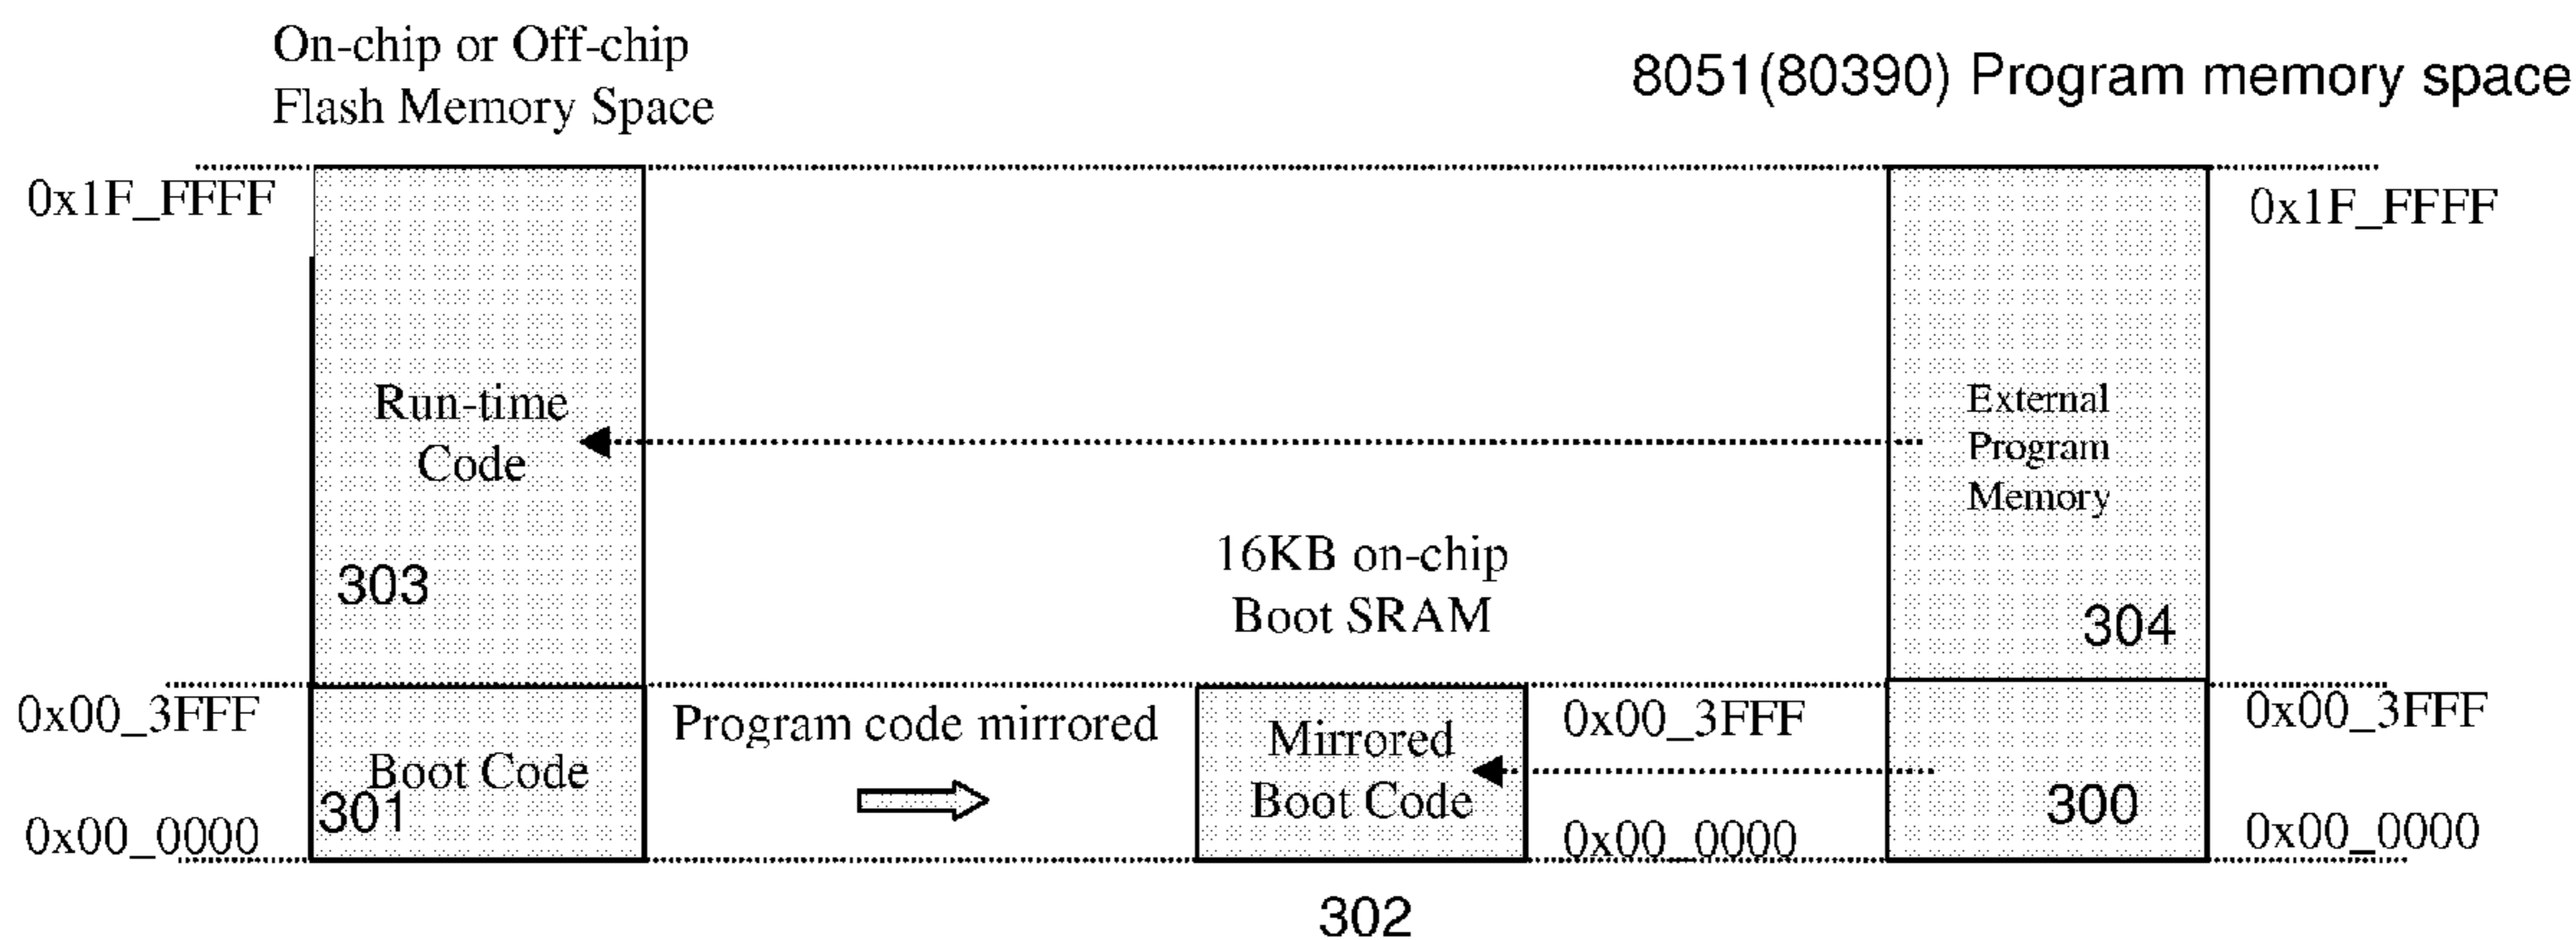 On-chip or Off-chip
Flash Memory Space
8051(80390) Program memory space
0x1F_FFFF
0x1F_FFFF
Run-time
Code
303
External
Program
Memory
304
16KB on-chip
Boot SRAM
0x00_3FFF
Boot Code
301
0x00_0000
Program code mirrored
Mirrored
Boot Code
302
0x00_3FFF
0x00_0000
300
0x00_3FFF
0x00_0000